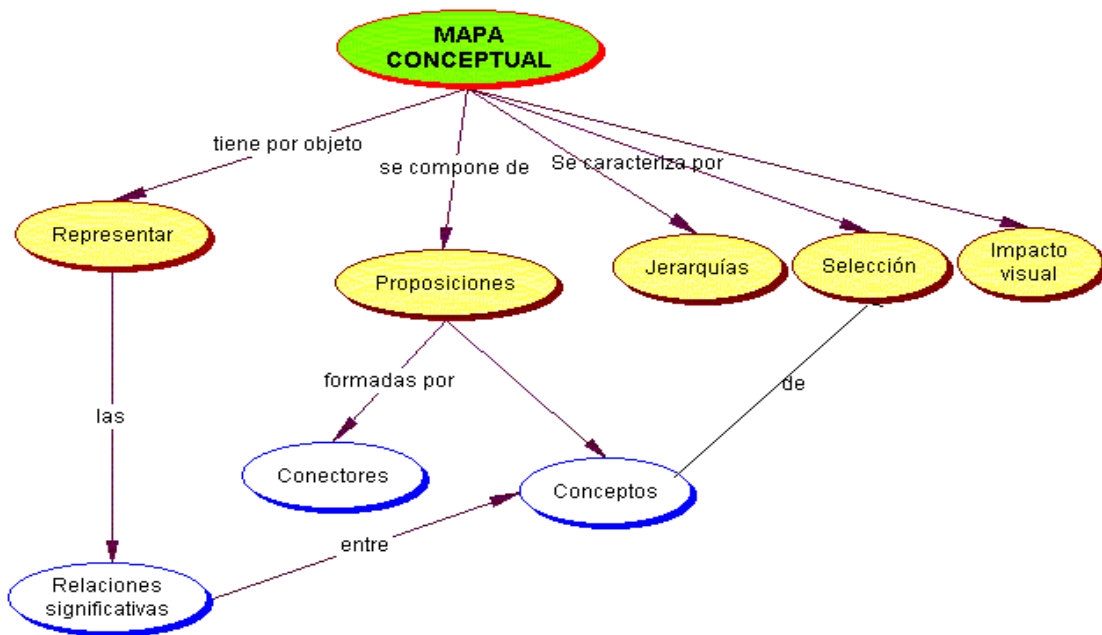 MAPA
CONCEPTUAL
tiene por objeto
se compone de
Se caracteriza por
Representar
Proposiciones
Jerarquías
Selección
Impacto
visual
formadas por
de
las
Conectores
Conceptos
entre
Relaciones
significativas